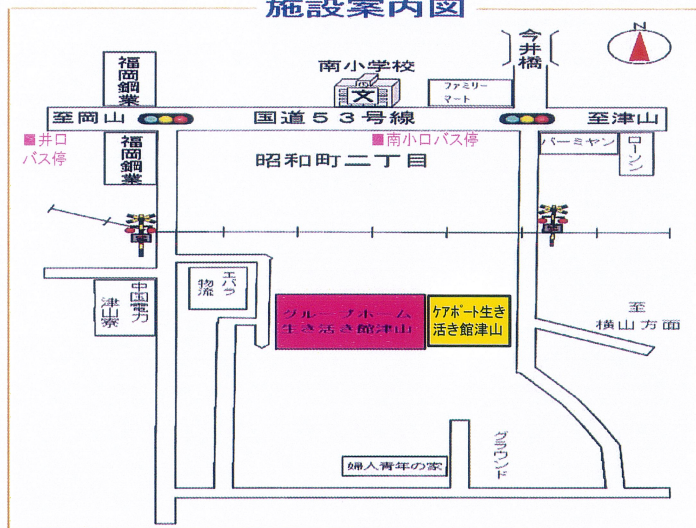 施設案内図
N
今井橋
福岡鋼業
南小学校
文
ファミリー
マート
至岡山
国道53号線
至津山
■井口
バス停
福岡鋼業
■南小口バス停
バーミヤン
ローソン
昭和町二丁目
エバラ
物流
中国電力
津山寮
グループホーム
生き活き館津山
ケアポート生き
活き館津山
至
横山方面
婦人青年の家
グラウンド